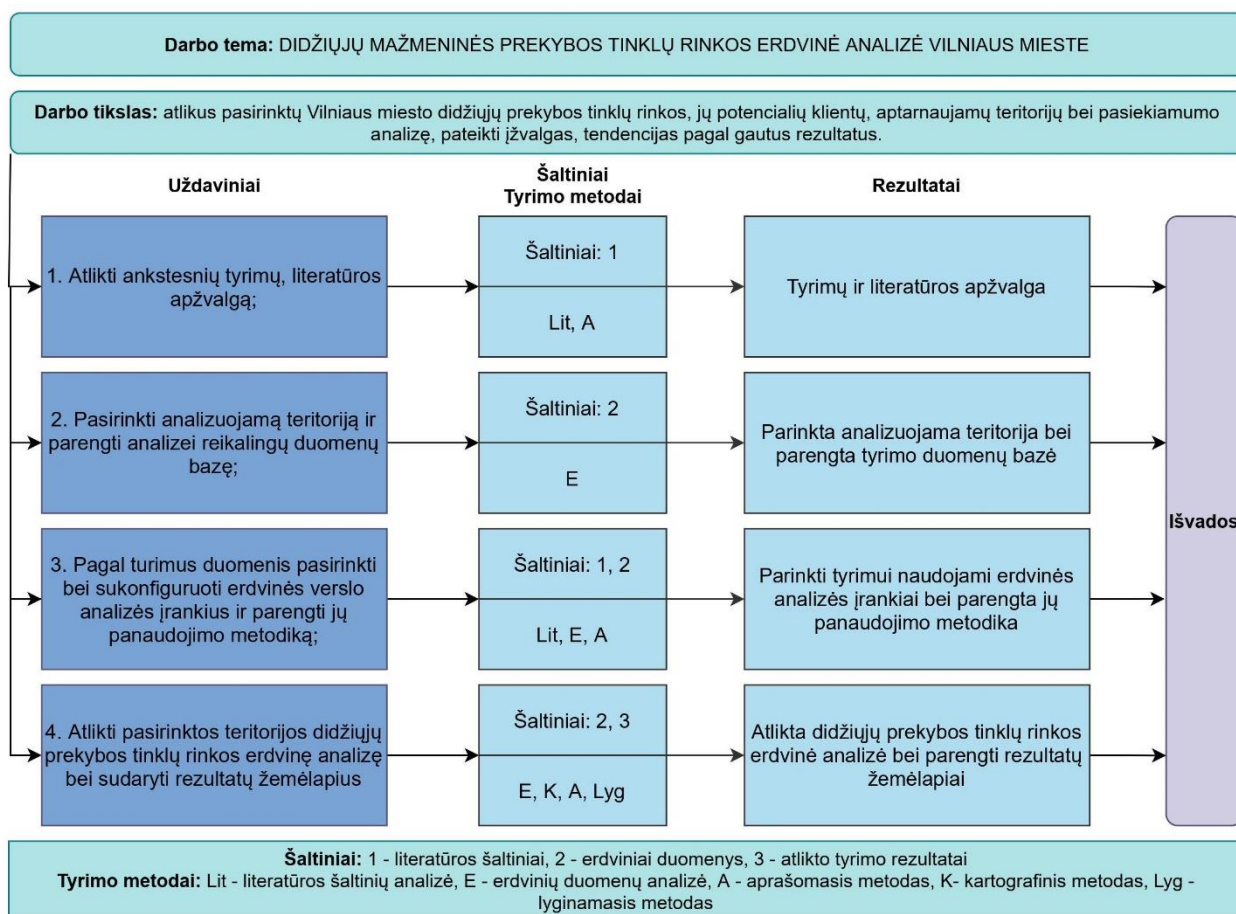 Darbo tema: DIDŽIŲJŲ MAŽMENINĖS PREKYBOS TINKLŲ RINKOS ERDVINĖ ANALIZĖ VILNIAUS MIESTE
Darbo tikslas: atlikus pasirinktų Vilniaus miesto didžiųjų prekybos tinklų rinkos, jų potencialių klientų, aptarnaujamų teritorijų bei pasiekiamumo
analizę, pateikti įžvalgas, tendencijas pagal gautus rezultatus.
Uždaviniai
Šaltiniai
Tyrimo metodai
Rezultatai
1. Atlikti ankstesnių tyrimų, literatūros
apžvalgą;
Šaltiniai: 1
Lit, A
Tyrimų ir literatūros apžvalga
2. Pasirinkti analizuojamą teritoriją ir
parengti analizei reikalingų duomenų
bazę;
Šaltiniai: 2
E
Parinkta analizuojama teritorija bei
parengta tyrimo duomenų bazė
3. Pagal turimus duomenis pasirinkti
bei sukonfiguruoti erdvinės verslo
analizės įrankius ir parengti jų
panaudojimo metodiką;
Šaltiniai: 1, 2
Lit, E, A
Parinkti tyrimui naudojami erdvinės
analizės įrankiai bei parengta jų
panaudojimo metodika
4. Atlikti pasirinktos teritorijos didžiųjų
prekybos tinklų rinkos erdvinę analizę
bei sudaryti rezultatų žemėlapius
Šaltiniai: 2, 3
E, K, A, Lyg
Atlikta didžiųjų prekybos tinklų rinkos
erdvinė analizė bei parengti rezultatų
žemėlapiai
Išvados
Šaltiniai: 1 - literatūros šaltiniai, 2 - erdviniai duomenys, 3 - atlikto tyrimo rezultatai
Tyrimo metodai: Lit - literatūros šaltinių analizė, E - erdvinių duomenų analizė, A - aprašomasis metodas, K- kartografinis metodas, Lyg -
lyginamasis metodas